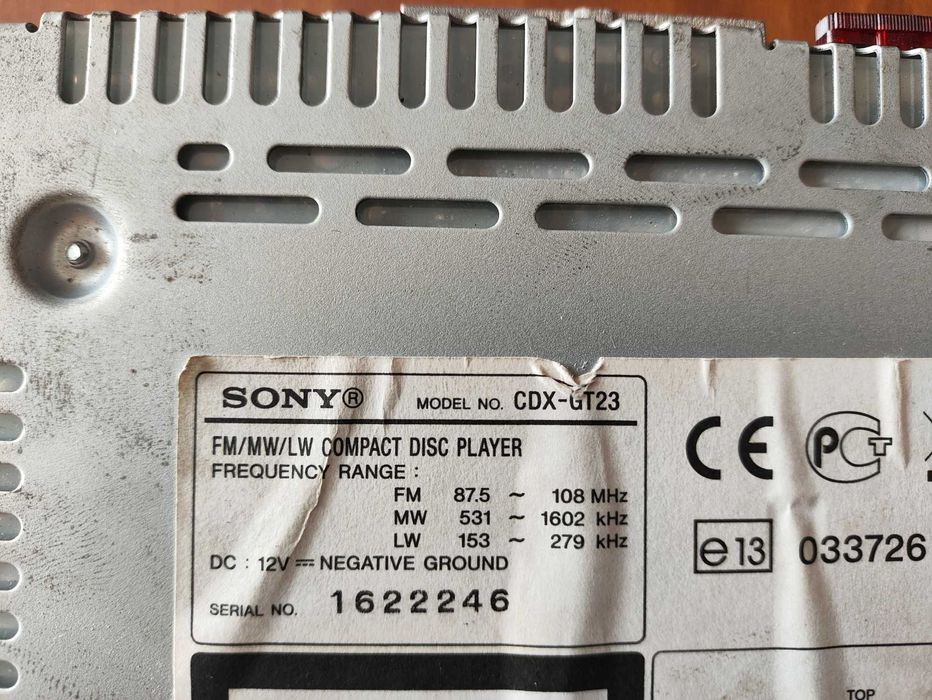 SONY®
MODEL NO. CDX-GT23
FM/MW/LW COMPACT DISC PLAYER
FREQUENCY RANGE :
FM 87.5 ~ 108 MHz
MW 531 ~ 1602 kHz
LW 153 ~ 279 kHz
DC : 12V ⎓ NEGATIVE GROUND
SERIAL NO. 1622246
CE
PCT
e13 033726
TOP